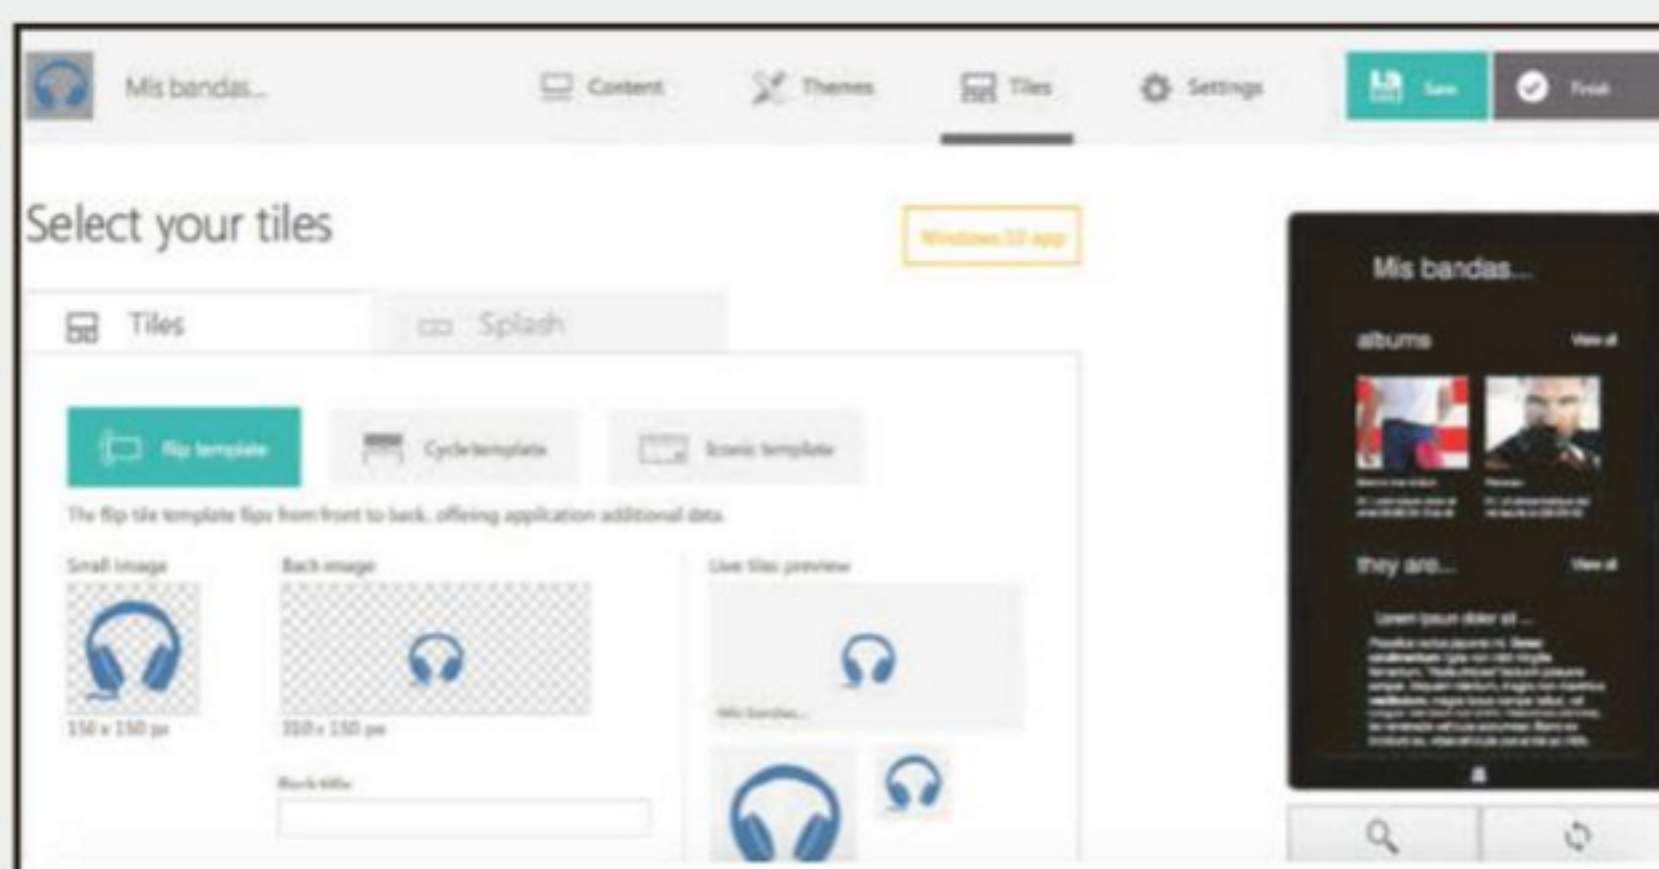 Mis bandas...
Content
Themes
Tiles
Settings
Save
Finish
Select your tiles
Windows 10 app
Tiles
Splash
flip template
Cycle template
Iconic template
The flip tile template flips from front to back, offering application additional data.
Small Image
Back image
Live tiles preview
150 x 150 px
310 x 150 px
Mis bandas...
Back title
Mis bandas...
albums
View all
they are...
View all
Lorem ipsum dolor sit ...